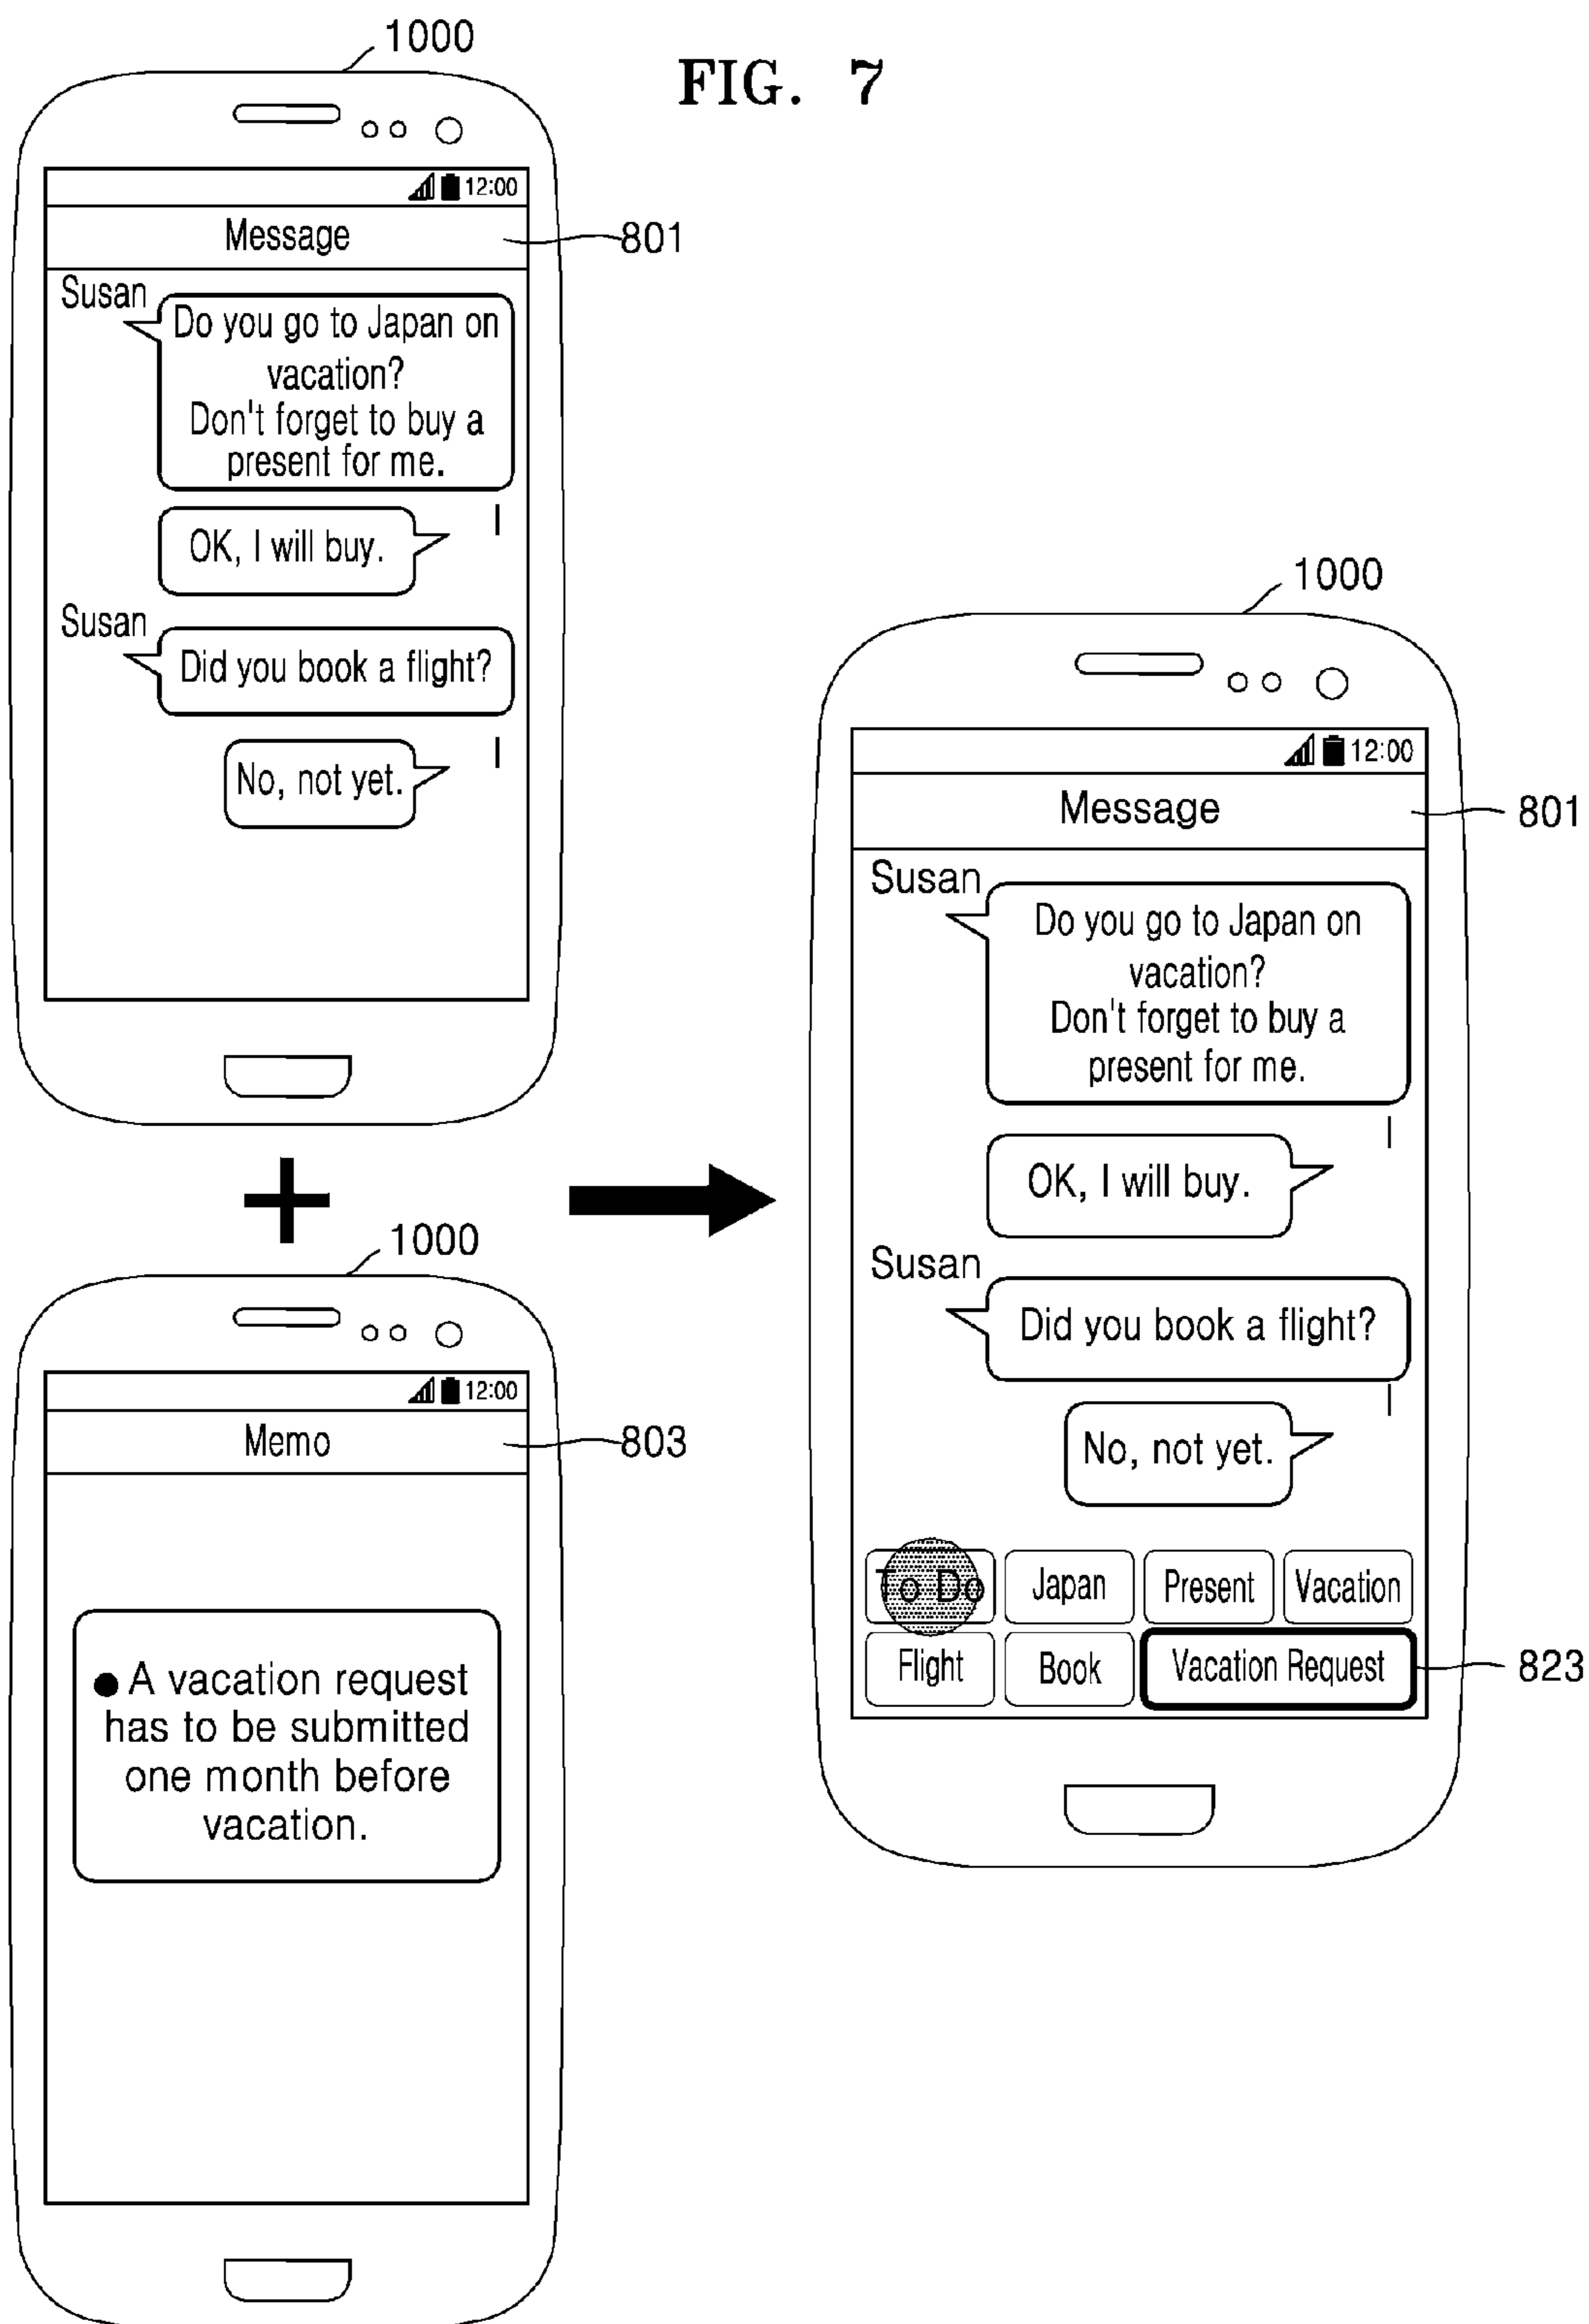 FIG. 7
1000
12:00
Message
801
Susan
Do you go to Japan on
vacation?
Don't forget to buy a
present for me.
I
OK, I will buy.
Susan
Did you book a flight?
I
No, not yet.
1000
12:00
Memo
803
● A vacation request
has to be submitted
one month before
vacation.
1000
12:00
Message
801
Susan
Do you go to Japan on
vacation?
Don't forget to buy a
present for me.
I
OK, I will buy.
Susan
Did you book a flight?
I
No, not yet.
To Do Japan Present Vacation
Flight Book Vacation Request
823